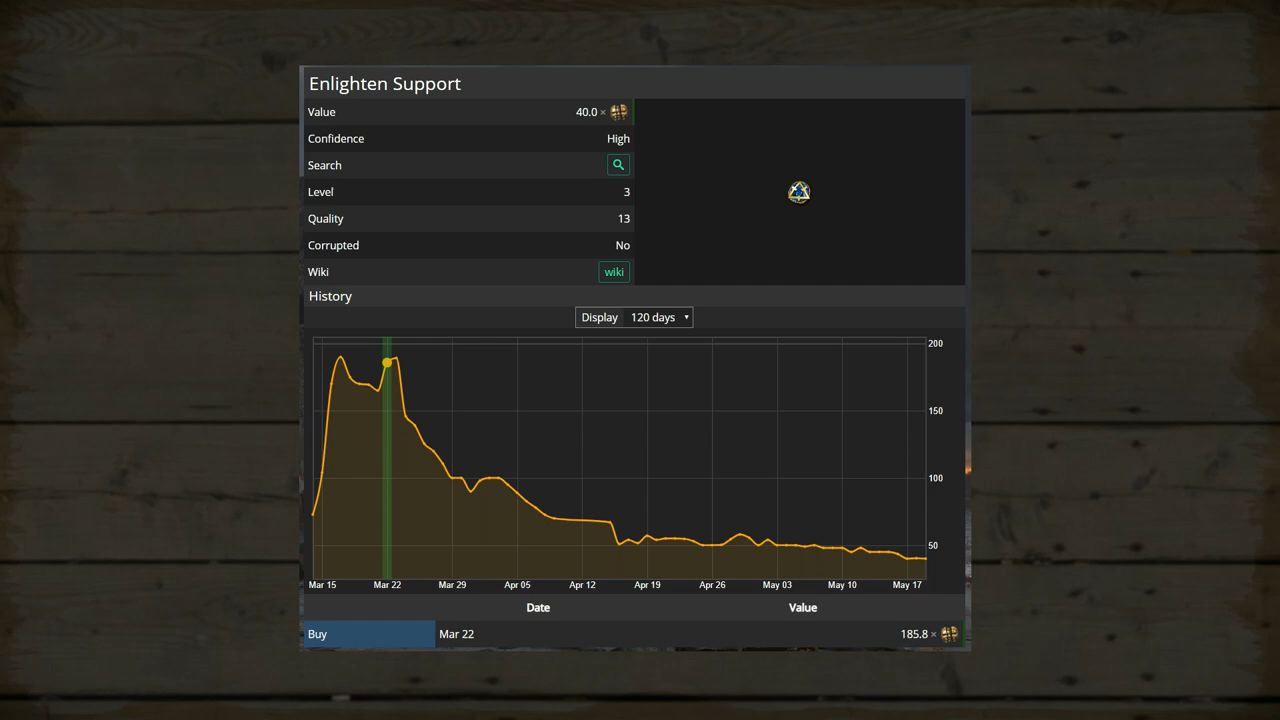 Enlighten Support
Value 40.0 ×
Confidence High
Search
Level 3
Quality 13
Corrupted No
Wiki wiki
History
Display 120 days
200
150
100
50
Mar 15 Mar 22 Mar 29 Apr 05 Apr 12 Apr 19 Apr 26 May 03 May 10 May 17
Date Value
Buy Mar 22 185.8 ×